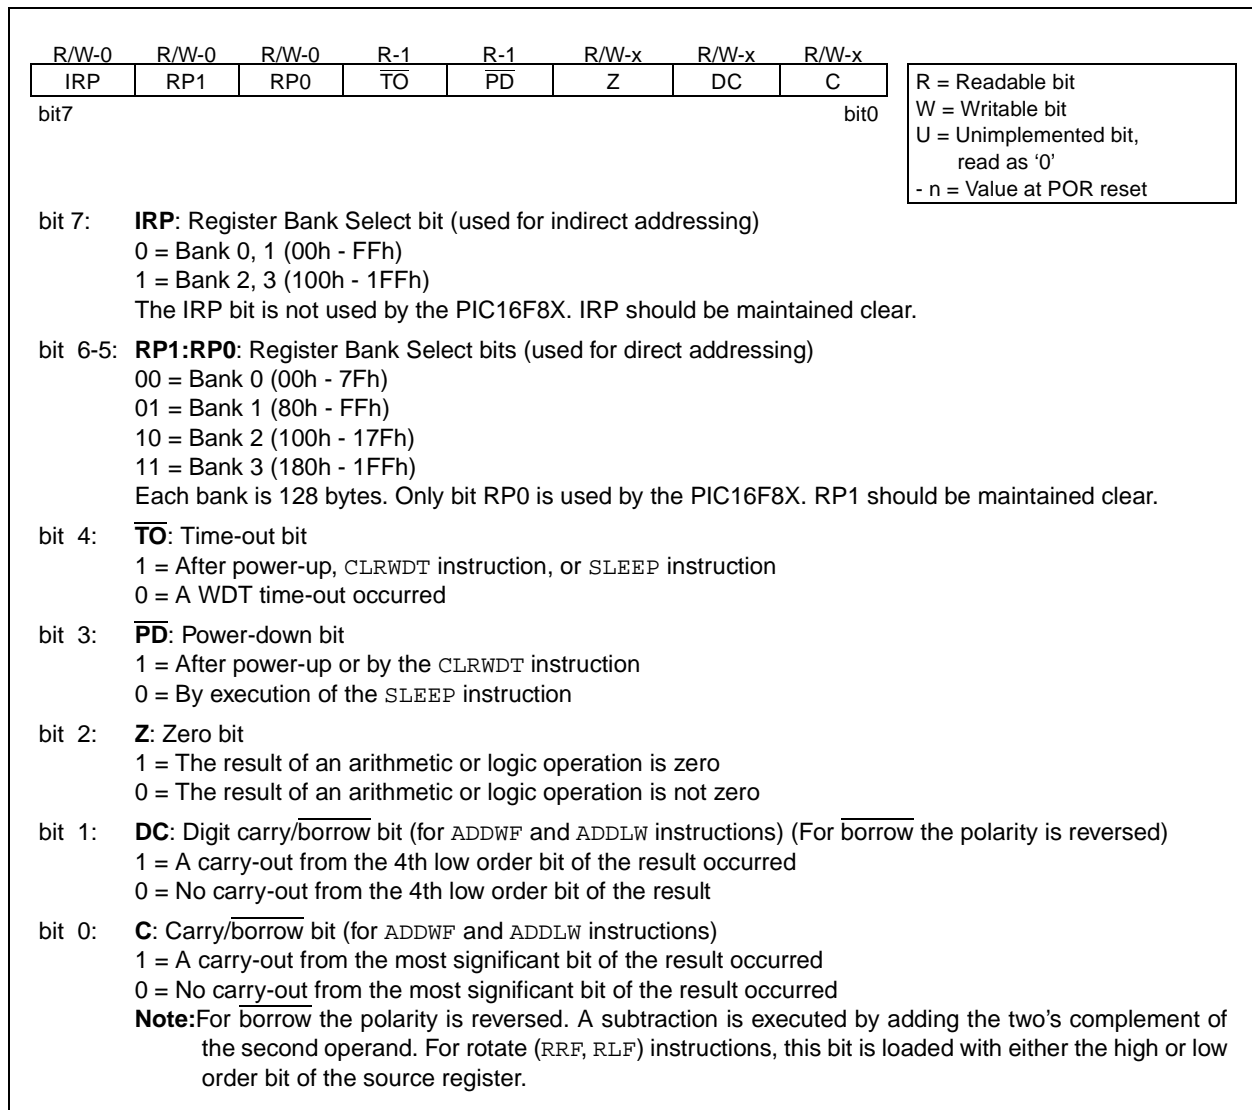 R/W-0 R/W-0 R/W-0 R-1 R-1 R/W-x R/W-x R/W-x
IRP RP1 RP0 T̅O̅ P̅D̅ Z DC C
bit7 bit0
R = Readable bit
W = Writable bit
U = Unimplemented bit,
read as ‘0’
- n = Value at POR reset
bit 7: IRP: Register Bank Select bit (used for indirect addressing)
0 = Bank 0, 1 (00h - FFh)
1 = Bank 2, 3 (100h - 1FFh)
The IRP bit is not used by the PIC16F8X. IRP should be maintained clear.
bit 6-5: RP1:RP0: Register Bank Select bits (used for direct addressing)
00 = Bank 0 (00h - 7Fh)
01 = Bank 1 (80h - FFh)
10 = Bank 2 (100h - 17Fh)
11 = Bank 3 (180h - 1FFh)
Each bank is 128 bytes. Only bit RP0 is used by the PIC16F8X. RP1 should be maintained clear.
bit 4: T̅O̅: Time-out bit
1 = After power-up, CLRWDT instruction, or SLEEP instruction
0 = A WDT time-out occurred
bit 3: P̅D̅: Power-down bit
1 = After power-up or by the CLRWDT instruction
0 = By execution of the SLEEP instruction
bit 2: Z: Zero bit
1 = The result of an arithmetic or logic operation is zero
0 = The result of an arithmetic or logic operation is not zero
bit 1: DC: Digit carry/b̅o̅r̅r̅o̅w̅ bit (for ADDWF and ADDLW instructions) (For b̅o̅r̅r̅o̅w̅ the polarity is reversed)
1 = A carry-out from the 4th low order bit of the result occurred
0 = No carry-out from the 4th low order bit of the result
bit 0: C: Carry/b̅o̅r̅r̅o̅w̅ bit (for ADDWF and ADDLW instructions)
1 = A carry-out from the most significant bit of the result occurred
0 = No carry-out from the most significant bit of the result occurred
Note:For b̅o̅r̅r̅o̅w̅ the polarity is reversed. A subtraction is executed by adding the two’s complement of
the second operand. For rotate (RRF, RLF) instructions, this bit is loaded with either the high or low
order bit of the source register.